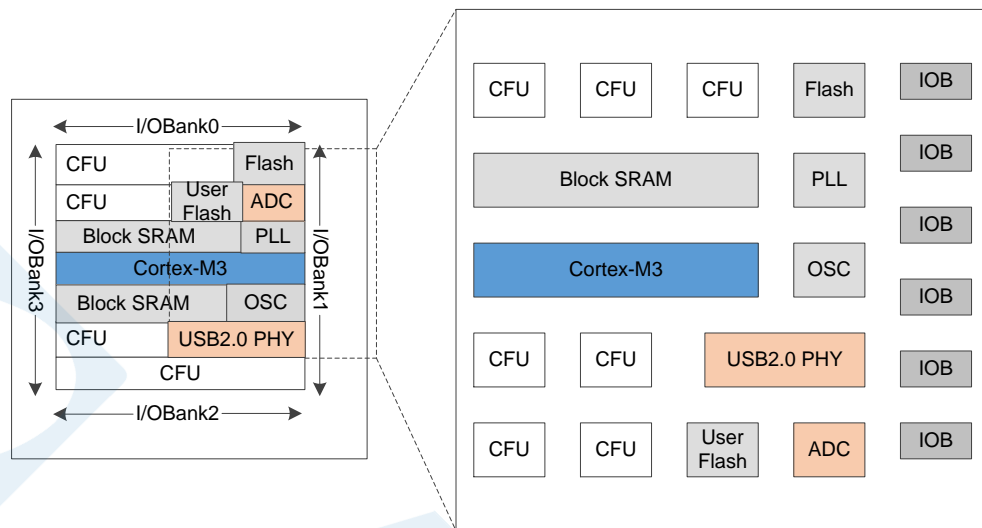 I/OBank0
I/OBank3
I/OBank1
CFU
Flash
CFU
User
Flash
ADC
Block SRAM
PLL
Cortex-M3
Block SRAM
OSC
CFU
USB2.0 PHY
CFU
I/OBank2
CFU
CFU
CFU
Flash
IOB
IOB
Block SRAM
PLL
IOB
Cortex-M3
OSC
IOB
CFU
CFU
USB2.0 PHY
IOB
CFU
CFU
User
Flash
ADC
IOB